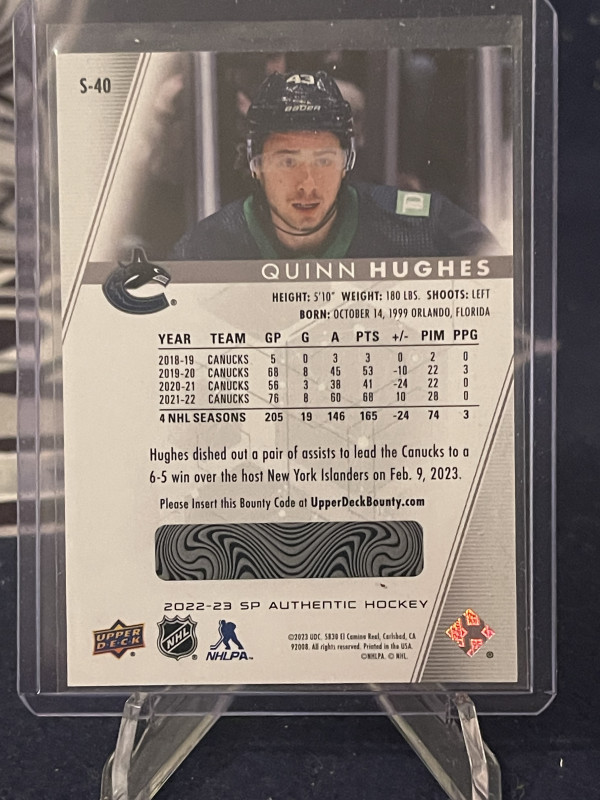 S-40
43
BAUER
QUINN HUGHES
HEIGHT: 5'10" WEIGHT: 180 LBS. SHOOTS: LEFT
BORN: OCTOBER 14, 1999 ORLANDO, FLORIDA
YEAR TEAM GP G A PTS +/- PIM PPG
2018-19 CANUCKS 5 0 3 3 0 2 0
2019-20 CANUCKS 68 8 45 53 -10 22 3
2020-21 CANUCKS 56 3 38 41 -24 22 0
2021-22 CANUCKS 76 8 60 68 10 28 0
4 NHL SEASONS 205 19 146 165 -24 74 3
Hughes dished out a pair of assists to lead the Canucks to a
6-5 win over the host New York Islanders on Feb. 9, 2023.
Please Insert this Bounty Code at UpperDeckBounty.com
2022-23 SP AUTHENTIC HOCKEY
UPPER DECK
NHL
NHLPA™
©2023 UDC. 5830 El Camino Real, Carlsbad, CA
92008. All rights reserved. Printed in the USA.
©NHLPA. © NHL.